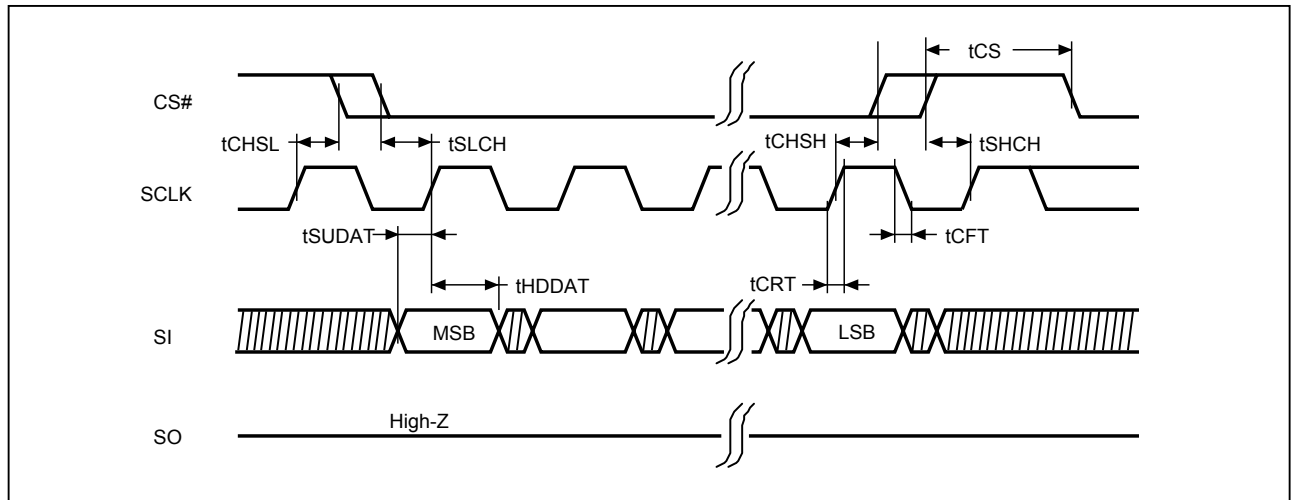 tCS
CS#
tCHSL
tSLCH
tCHSH
tSHCH
SCLK
tSUDAT
tCFT
tHDDAT
tCRT
SI
MSB
LSB
High-Z
SO